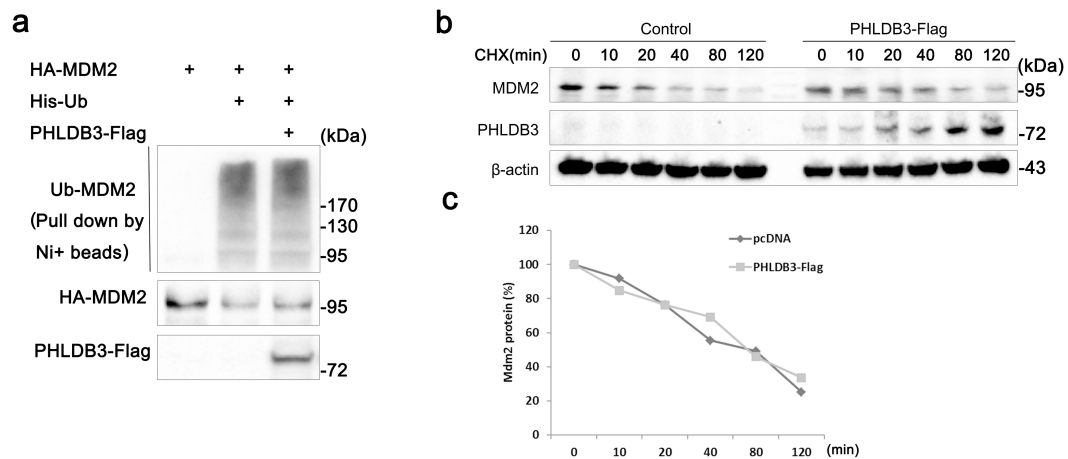 a
HA-MDM2 + + +
His-Ub + +
PHLDB3-Flag +
(kDa)
Ub-MDM2
(Pull down by
Ni+ beads)
-170
-130
-95
HA-MDM2
-95
PHLDB3-Flag
-72
b
Control PHLDB3-Flag
CHX(min) 0 10 20 40 80 120 0 10 20 40 80 120
(kDa)
MDM2 -95
PHLDB3 -72
β-actin -43
c
120
100
80
60
40
20
0
Mdm2 protein (%)
pcDNA
PHLDB3-Flag
0 10 20 40 80 120 (min)